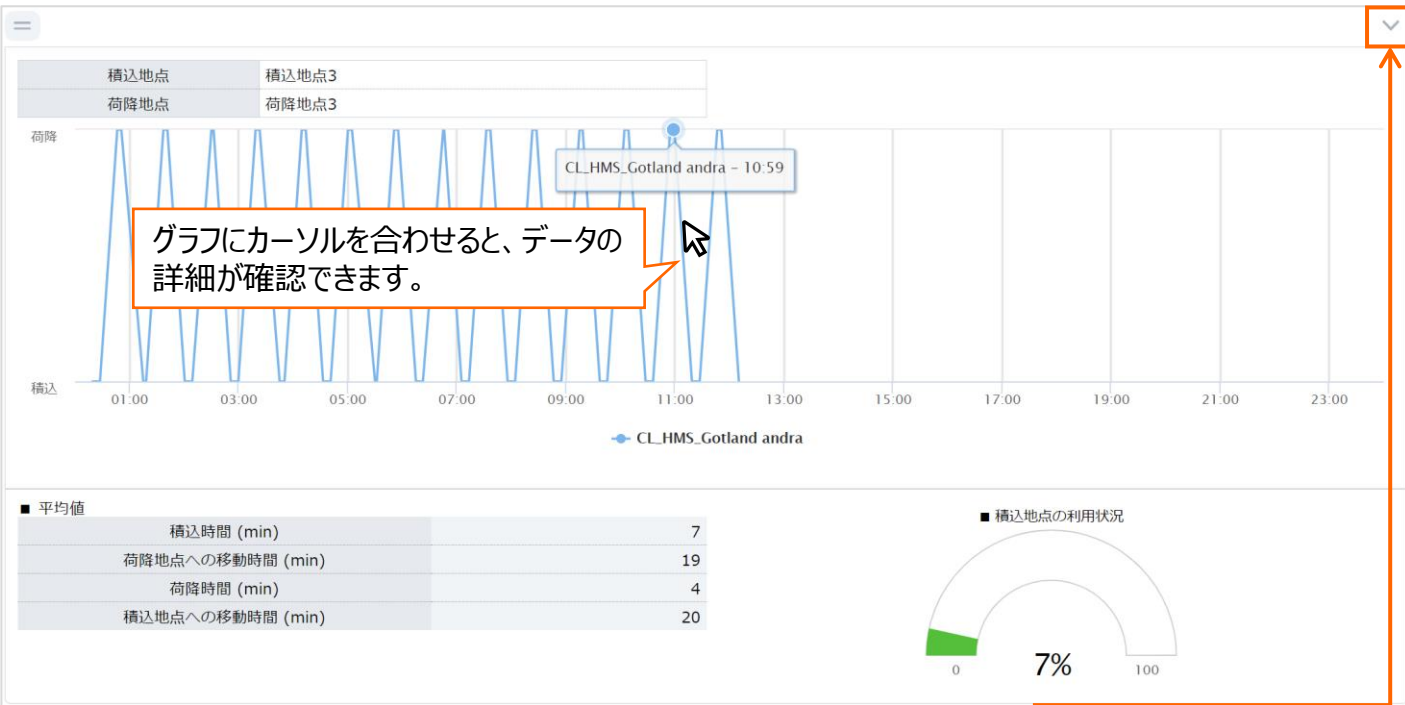 積込地点 積込地点3
荷降地点 荷降地点3
荷降
CL_HMS_Gotland andra – 10:59
グラフにカーソルを合わせると、データの
詳細が確認できます。
積込
01:00 03:00 05:00 07:00 09:00 11:00 13:00 15:00 17:00 19:00 21:00 23:00
CL_HMS_Gotland andra
■ 平均値
積込時間 (min) 7
荷降地点への移動時間 (min) 19
荷降時間 (min) 4
積込地点への移動時間 (min) 20
■ 積込地点の利用状況
0 7% 100